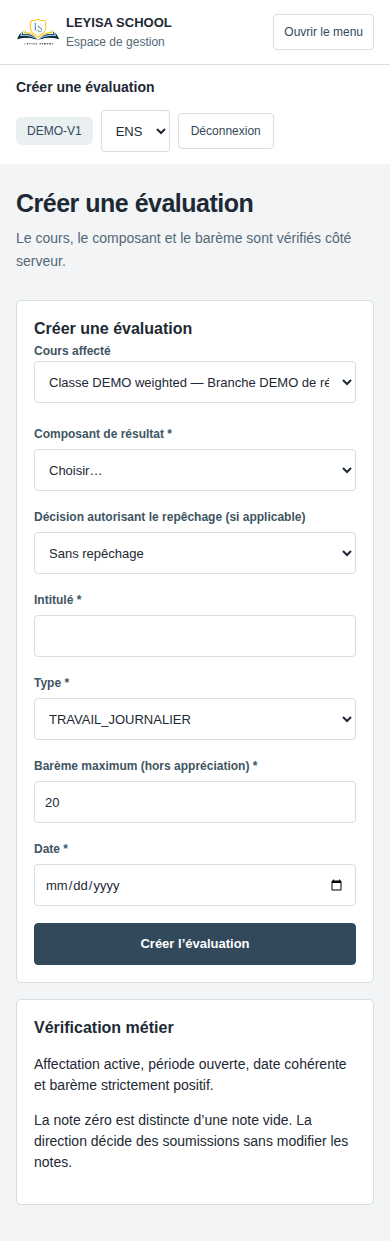 LEYISA SCHOOL
Espace de gestion
Ouvrir le menu
Créer une évaluation
DEMO-V1
ENS
Déconnexion
Créer une évaluation
Le cours, le composant et le barème sont vérifiés côté
serveur.
Créer une évaluation
Cours affecté
Classe DEMO weighted — Branche DEMO de ré
Composant de résultat *
Choisir…
Décision autorisant le repêchage (si applicable)
Sans repêchage
Intitulé *
Type *
TRAVAIL_JOURNALIER
Barème maximum (hors appréciation) *
20
Date *
mm/dd/yyyy
Créer l’évaluation
Vérification métier
Affectation active, période ouverte, date cohérente
et barème strictement positif.
La note zéro est distincte d’une note vide. La
direction décide des soumissions sans modifier les
notes.